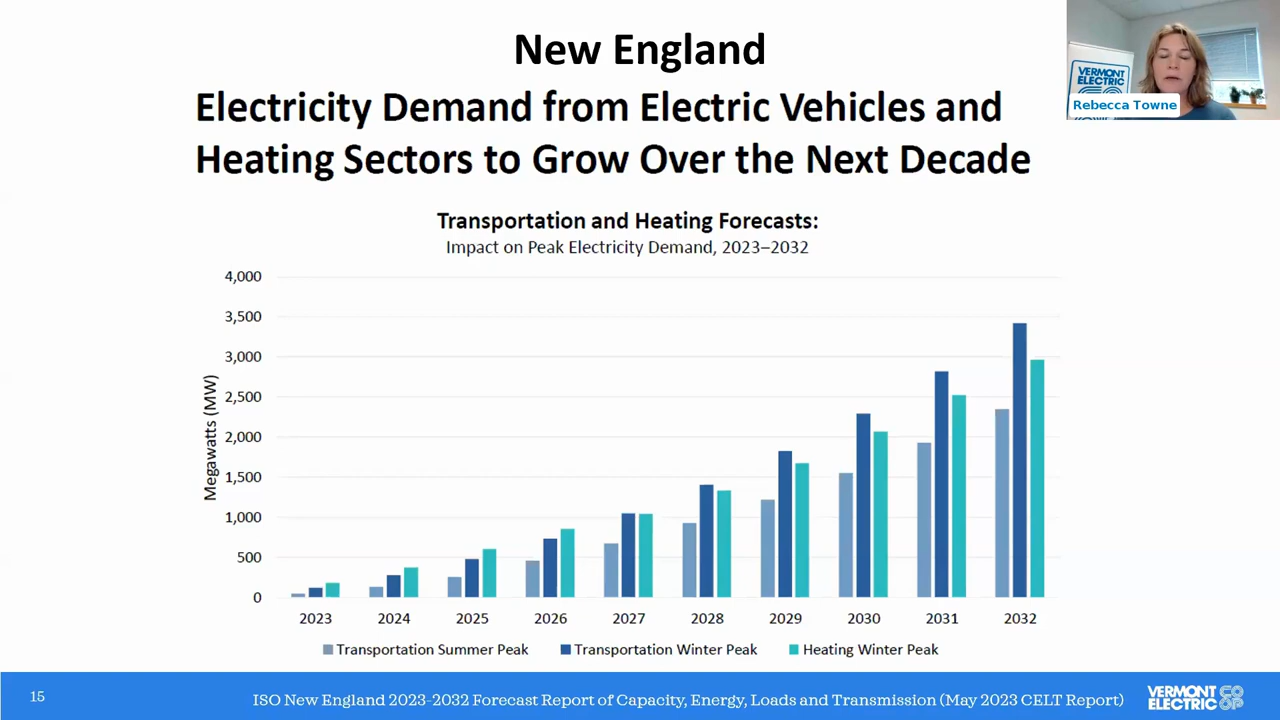 New England
Electricity Demand from Electric Vehicles and
Heating Sectors to Grow Over the Next Decade
VERMONT
ELECTRIC
CO
Rebecca Towne
Transportation and Heating Forecasts:
Impact on Peak Electricity Demand, 2023–2032
Megawatts (MW)
4,000
3,500
3,000
2,500
2,000
1,500
1,000
500
0
2023 2024 2025 2026 2027 2028 2029 2030 2031 2032
Transportation Summer Peak Transportation Winter Peak Heating Winter Peak
15
ISO New England 2023-2032 Forecast Report of Capacity, Energy, Loads and Transmission (May 2023 CELT Report)
VERMONT CO
ELECTRIC OP